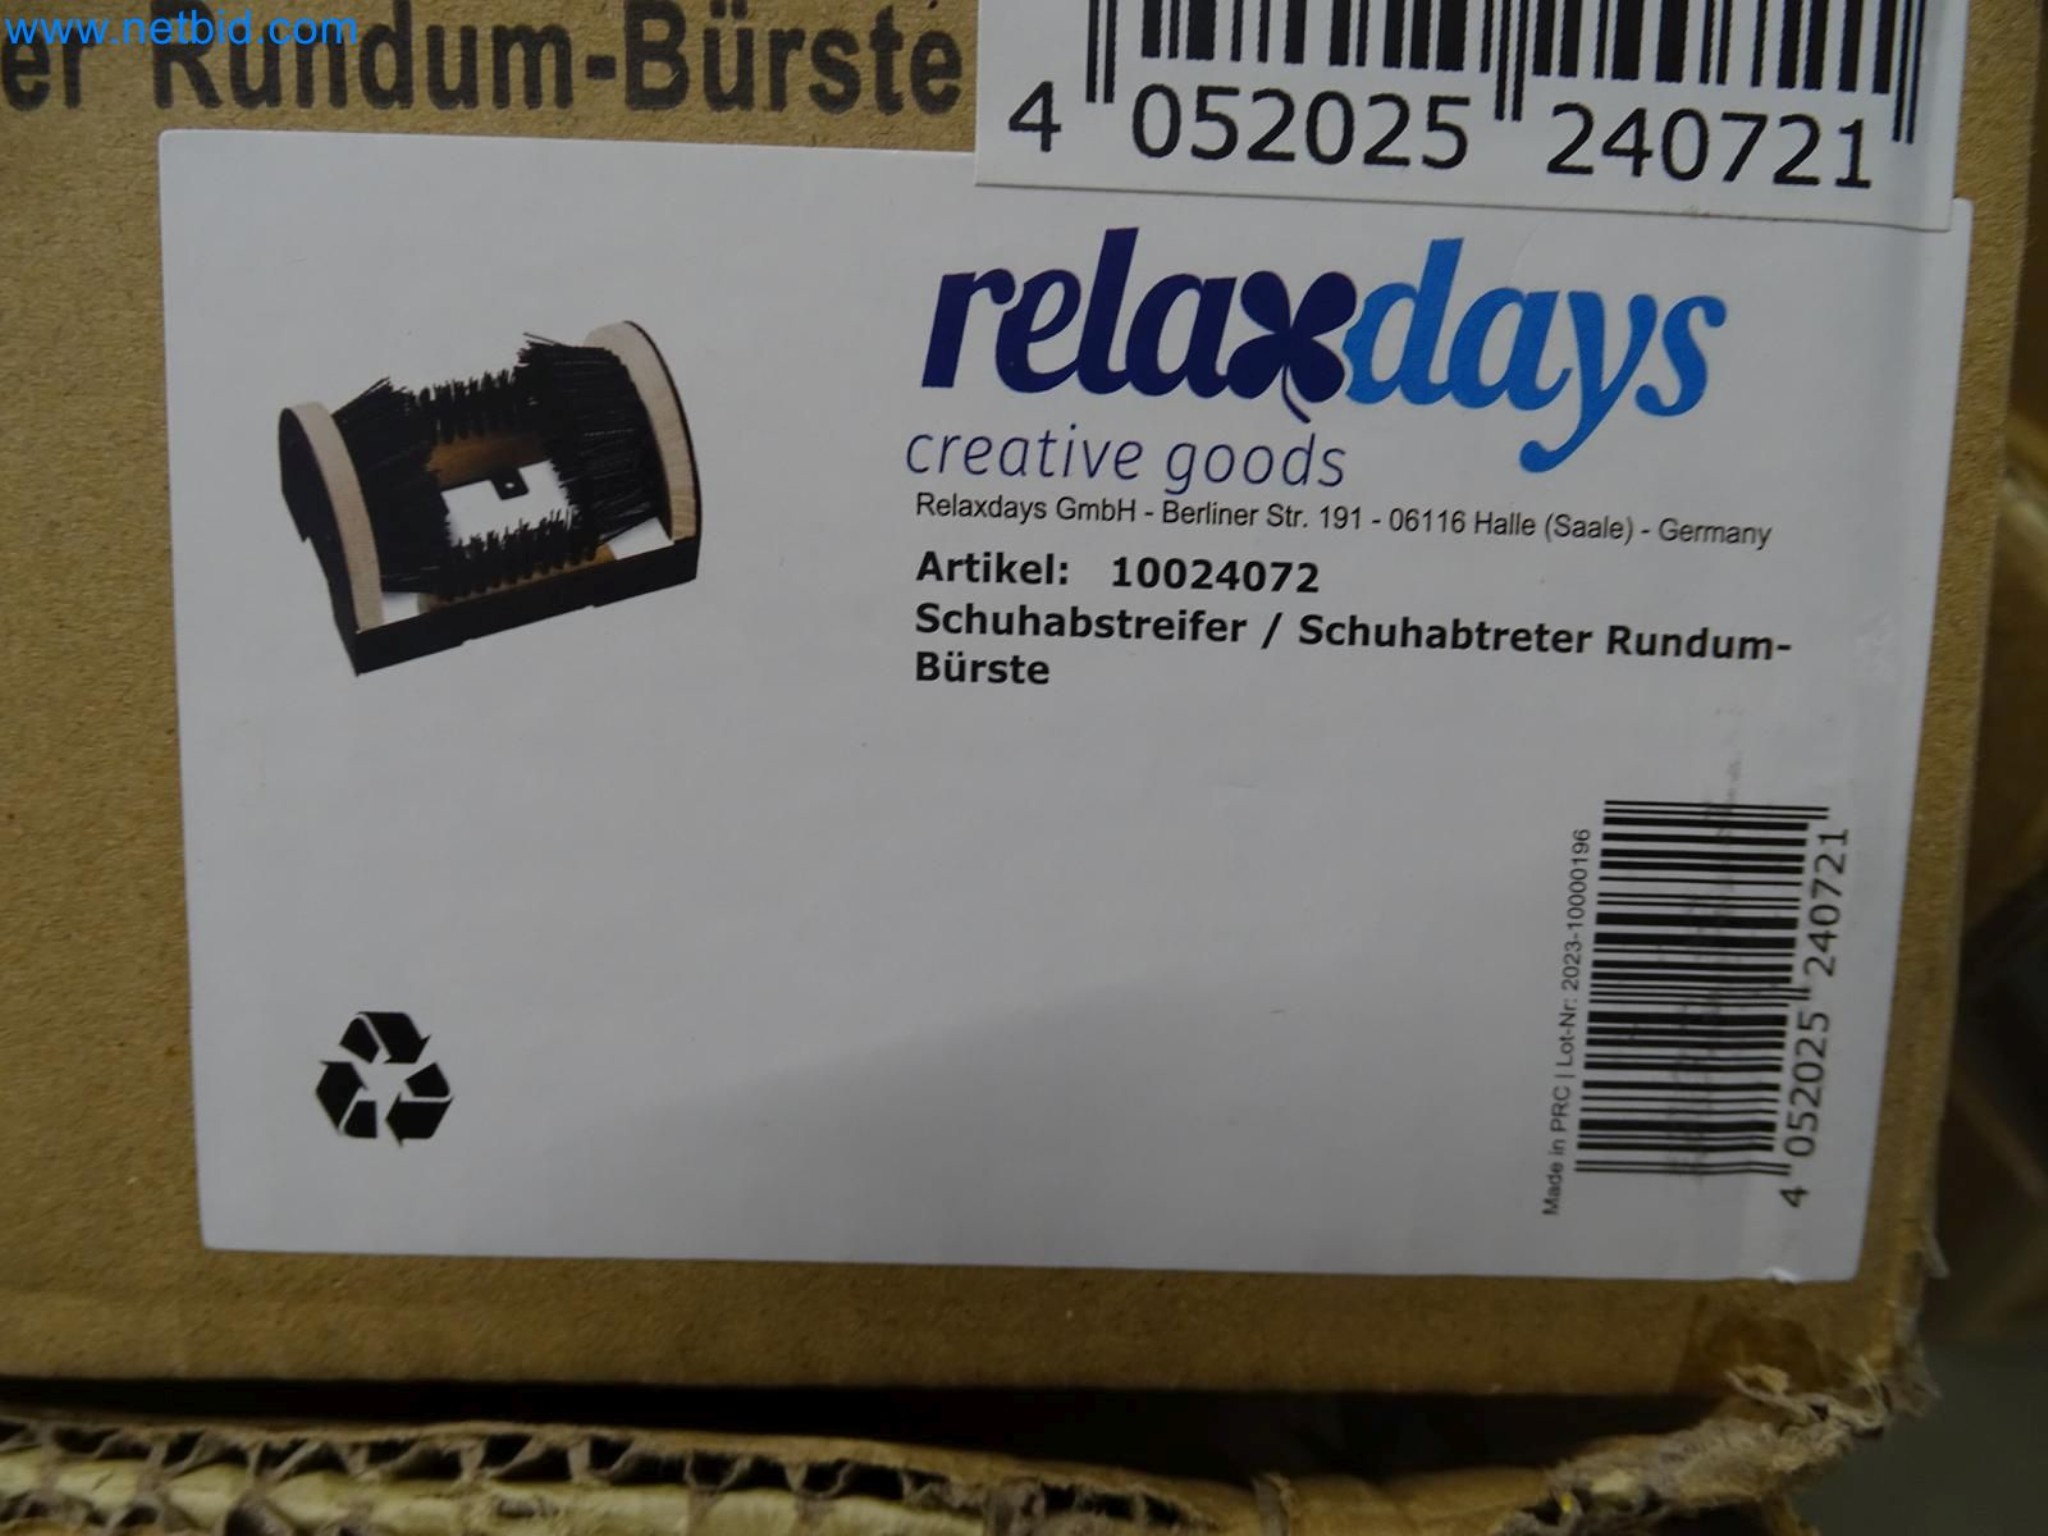 www.netbid.com
er Rundum-Bürste
4 052025 240721
relaxdays
creative goods
Relaxdays GmbH - Berliner Str. 191 - 06116 Halle (Saale) - Germany
Artikel: 10024072
Schuhabstreifer / Schuhabtreter Rundum-
Bürste
Made in PRC | Lot-Nr: 2023-10000196
4 052025 240721